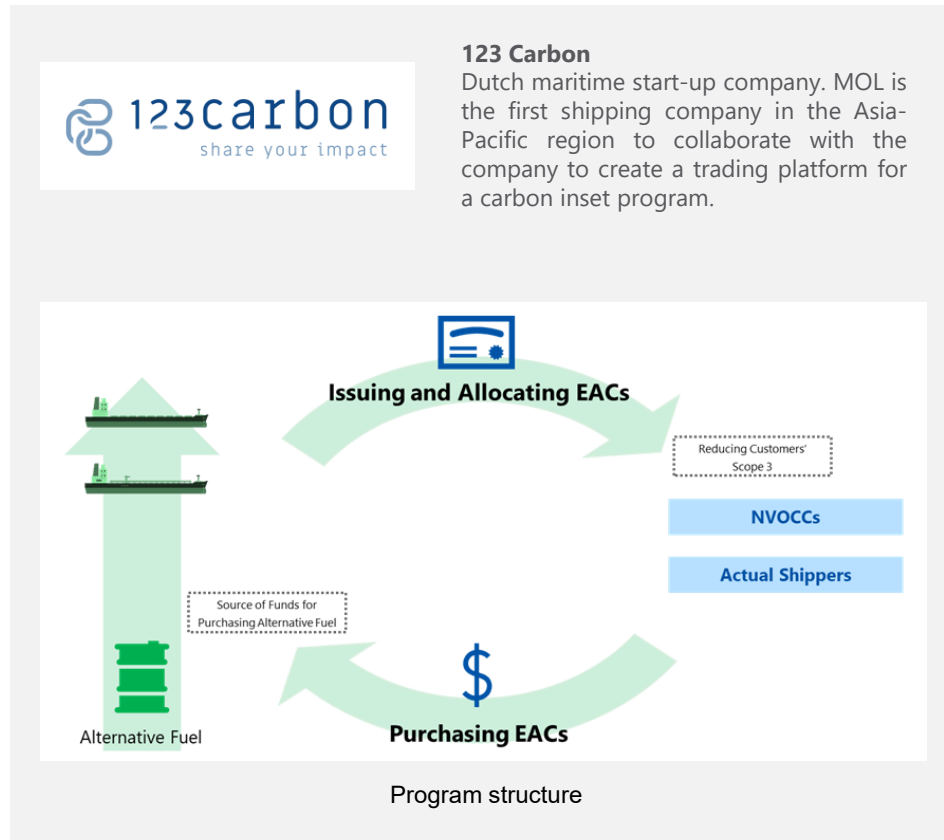 123carbon
share your impact
123 Carbon
Dutch maritime start-up company. MOL is
the first shipping company in the Asia-
Pacific region to collaborate with the
company to create a trading platform for
a carbon inset program.
Issuing and Allocating EACs
Reducing Customers'
Scope 3
NVOCCs
Actual Shippers
Source of Funds for
Purchasing Alternative Fuel
$
Alternative Fuel
Purchasing EACs
Program structure